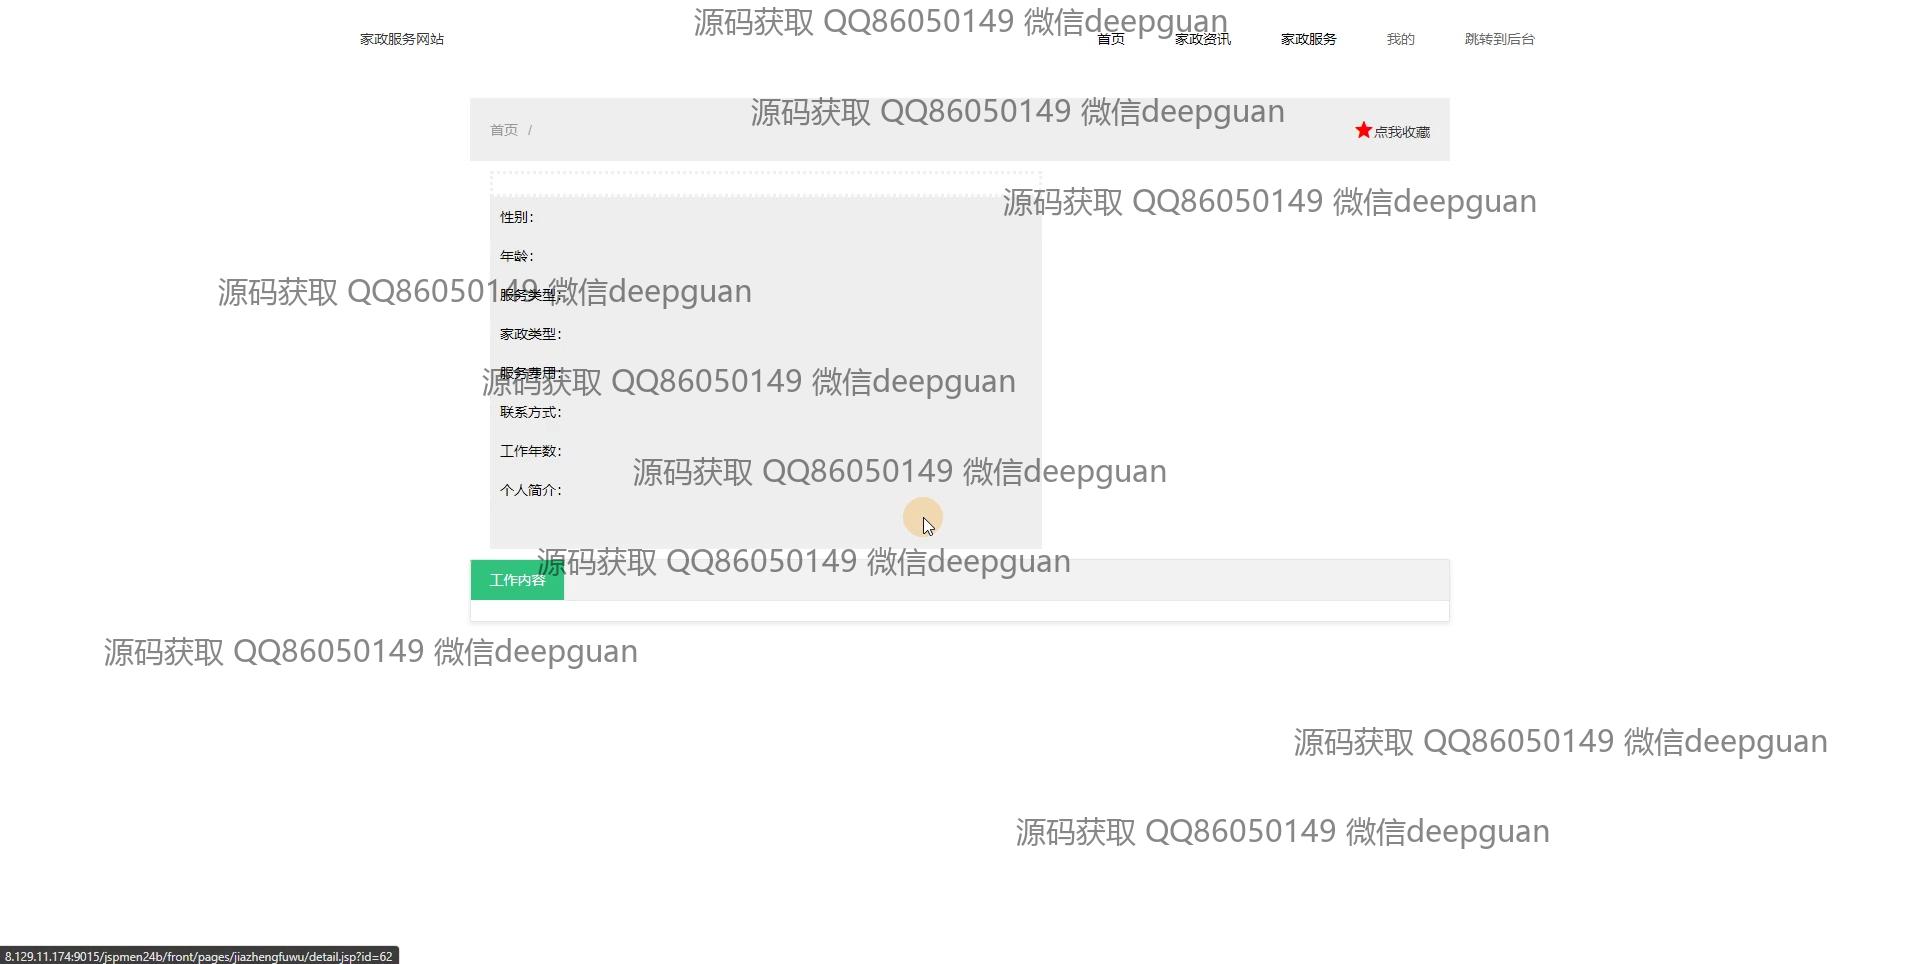 源码获取 QQ86050149 微信deepguan
家政服务网站 首页 家政资讯 家政服务 我的 跳转到后台
源码获取 QQ86050149 微信deepguan
首页 / 点我收藏
源码获取 QQ86050149 微信deepguan
性别：
年龄：
源码获取 QQ86050149 微信deepguan
服务类型：
家政类型：
服务费用：
源码获取 QQ86050149 微信deepguan
联系方式：
工作年数：
源码获取 QQ86050149 微信deepguan
个人简介：
源码获取 QQ86050149 微信deepguan
工作内容
源码获取 QQ86050149 微信deepguan
源码获取 QQ86050149 微信deepguan
源码获取 QQ86050149 微信deepguan
8.129.11.174:9015/jspmen24b/front/pages/jiazhengfuwu/detail.jsp?id=62